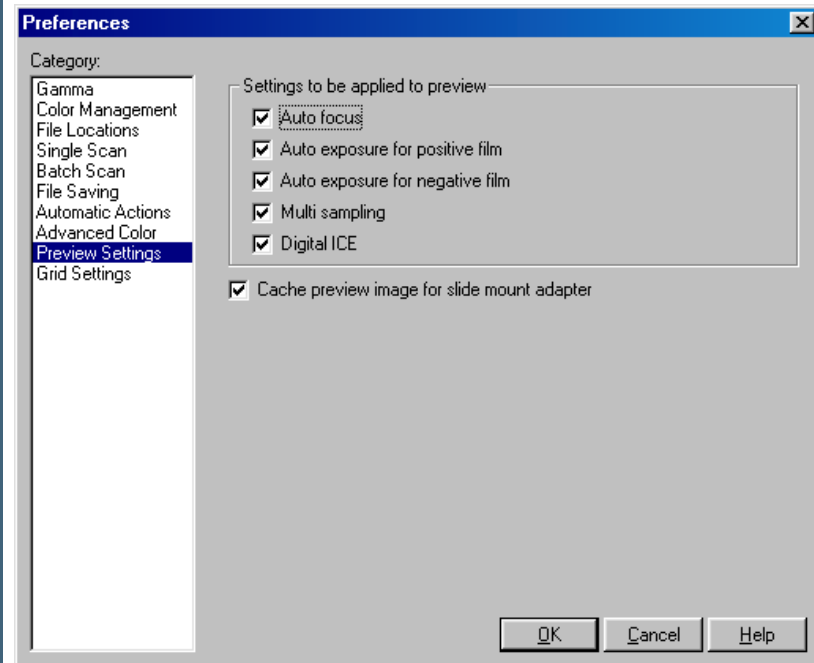 Preferences
Category:
Gamma
Color Management
File Locations
Single Scan
Batch Scan
File Saving
Automatic Actions
Advanced Color
Preview Settings
Grid Settings
Settings to be applied to preview
Auto focus
Auto exposure for positive film
Auto exposure for negative film
Multi sampling
Digital ICE
Cache preview image for slide mount adapter
OK
Cancel
Help